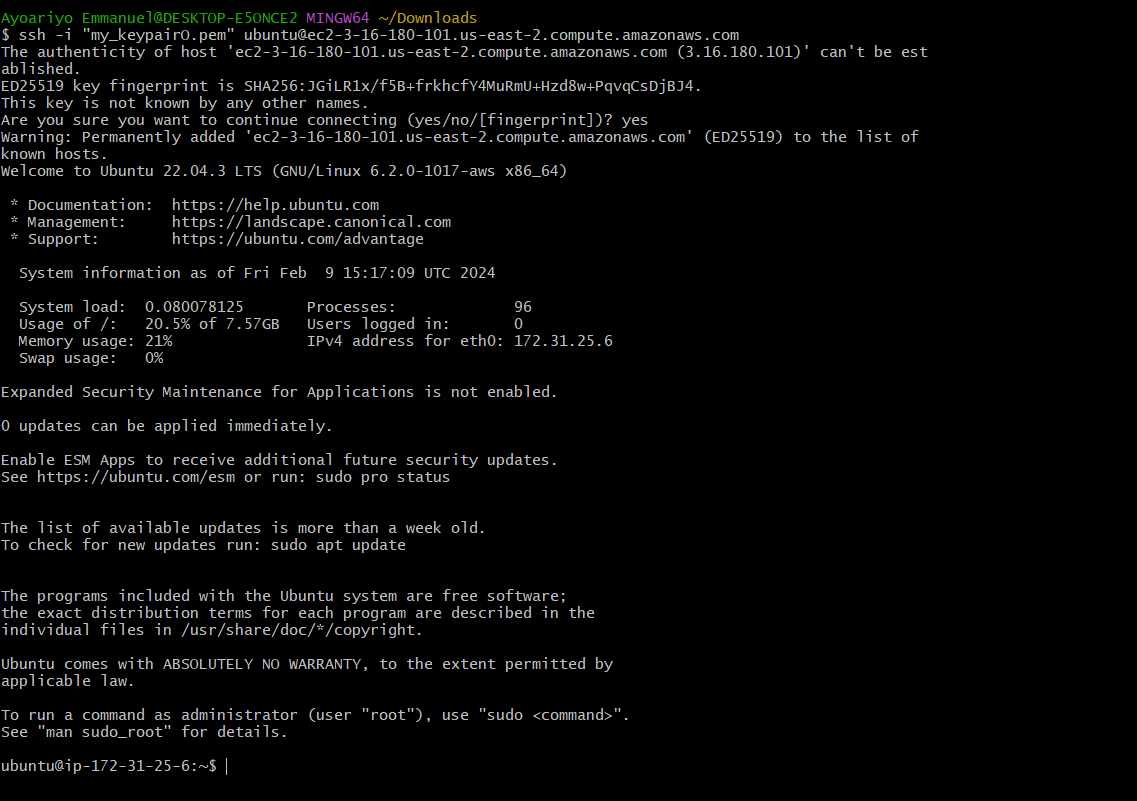 Ayoariyo Emmanuel@DESKTOP-E5ONCE2 MINGW64 ~/Downloads
$ ssh -i "my_keypair0.pem" ubuntu@ec2-3-16-180-101.us-east-2.compute.amazonaws.com
The authenticity of host 'ec2-3-16-180-101.us-east-2.compute.amazonaws.com (3.16.180.101)' can't be est
ablished.
ED25519 key fingerprint is SHA256:JGiLR1x/f5B+frkhcfY4MuRmU+Hzd8w+PqvqCsDjBJ4.
This key is not known by any other names.
Are you sure you want to continue connecting (yes/no/[fingerprint])? yes
Warning: Permanently added 'ec2-3-16-180-101.us-east-2.compute.amazonaws.com' (ED25519) to the list of
known hosts.
Welcome to Ubuntu 22.04.3 LTS (GNU/Linux 6.2.0-1017-aws x86_64)

 * Documentation:  https://help.ubuntu.com
 * Management:     https://landscape.canonical.com
 * Support:        https://ubuntu.com/advantage

  System information as of Fri Feb  9 15:17:09 UTC 2024

  System load:  0.080078125       Processes:             96
  Usage of /:   20.5% of 7.57GB   Users logged in:       0
  Memory usage: 21%               IPv4 address for eth0: 172.31.25.6
  Swap usage:   0%

Expanded Security Maintenance for Applications is not enabled.

0 updates can be applied immediately.

Enable ESM Apps to receive additional future security updates.
See https://ubuntu.com/esm or run: sudo pro status


The list of available updates is more than a week old.
To check for new updates run: sudo apt update


The programs included with the Ubuntu system are free software;
the exact distribution terms for each program are described in the
individual files in /usr/share/doc/*/copyright.

Ubuntu comes with ABSOLUTELY NO WARRANTY, to the extent permitted by
applicable law.

To run a command as administrator (user "root"), use "sudo <command>".
See "man sudo_root" for details.

ubuntu@ip-172-31-25-6:~$